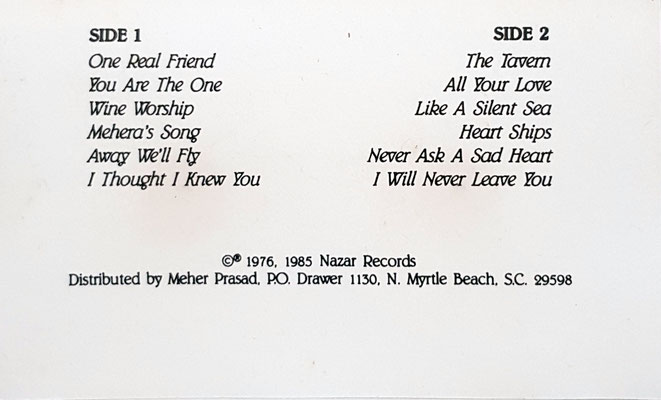 SIDE 1
One Real Friend
You Are The One
Wine Worship
Mehera's Song
Away We'll Fly
I Thought I Knew You
SIDE 2
The Tavern
All Your Love
Like A Silent Sea
Heart Ships
Never Ask A Sad Heart
I Will Never Leave You
©℗ 1976, 1985 Nazar Records
Distributed by Meher Prasad, P.O. Drawer 1130, N. Myrtle Beach, S.C. 29598